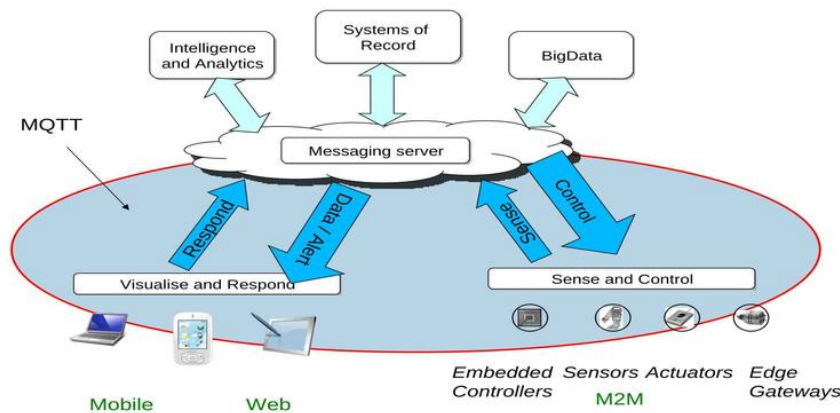 Intelligence
and Analytics
Systems of
Record
BigData
MQTT
Messaging server
Respond
Data / Alert
Sense
Control
Visualise and Respond
Sense and Control
Embedded
Controllers
Sensors
Actuators
Edge
Gateways
Mobile
Web
M2M